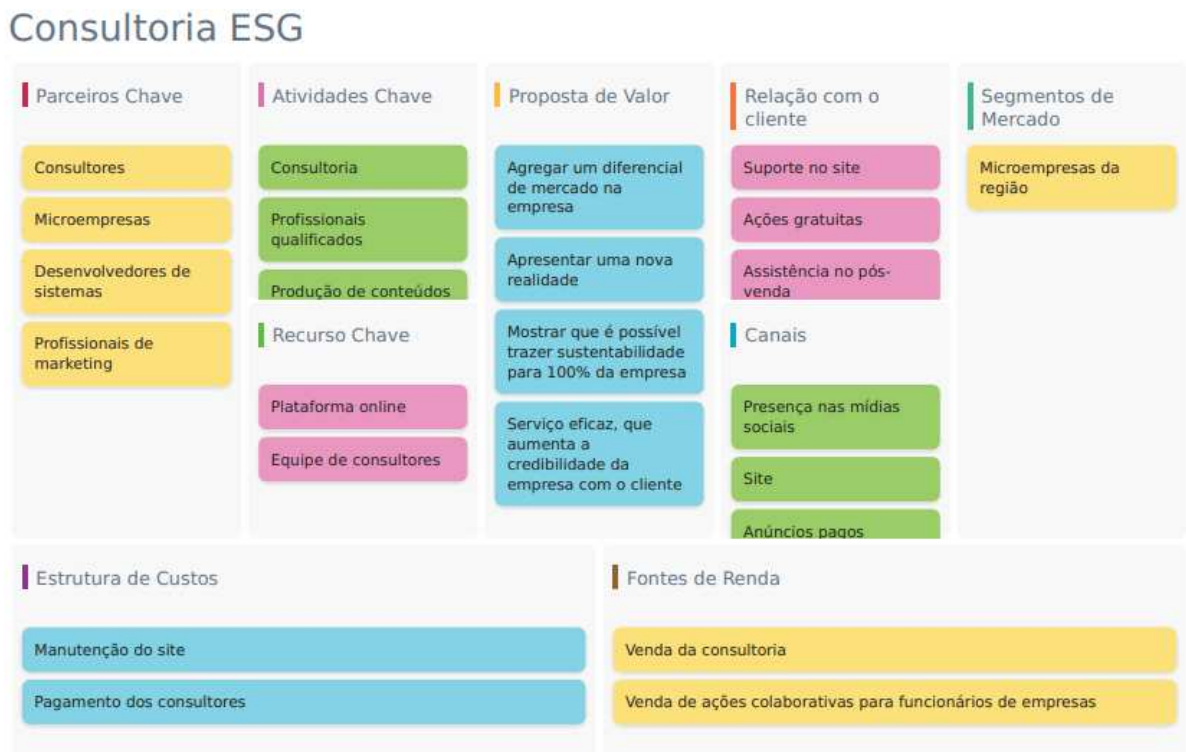 Consultoria ESG
Parceiros Chave
Consultores
Microempresas
Desenvolvedores de
sistemas
Profissionais de
marketing
Atividades Chave
Consultoria
Profissionais
qualificados
Produção de conteúdos
Recurso Chave
Plataforma online
Equipe de consultores
Proposta de Valor
Agregar um diferencial
de mercado na
empresa
Apresentar uma nova
realidade
Mostrar que é possível
trazer sustentabilidade
para 100% da empresa
Serviço eficaz, que
aumenta a
credibilidade da
empresa com o cliente
Relação com o
cliente
Suporte no site
Ações gratuitas
Assistência no pós-
venda
Canais
Presença nas mídias
sociais
Site
Anúncios pagos
Segmentos de
Mercado
Microempresas da
região
Estrutura de Custos
Manutenção do site
Pagamento dos consultores
Fontes de Renda
Venda da consultoria
Venda de ações colaborativas para funcionários de empresas